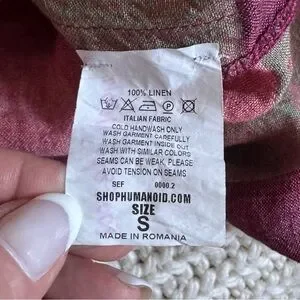 100% LINEN
ITALIAN FABRIC
COLD HANDWASH ONLY
WASH GARMENT CAREFULLY
WASH GARMENT INSIDE OUT
WASH WITH SIMILAR COLORS
SEAMS CAN BE WEAK, PLEASE
AVOID TENSION ON SEAMS
SEF 0000.2
SHOPHUMANOID.COM
SIZE
S
MADE IN ROMANIA